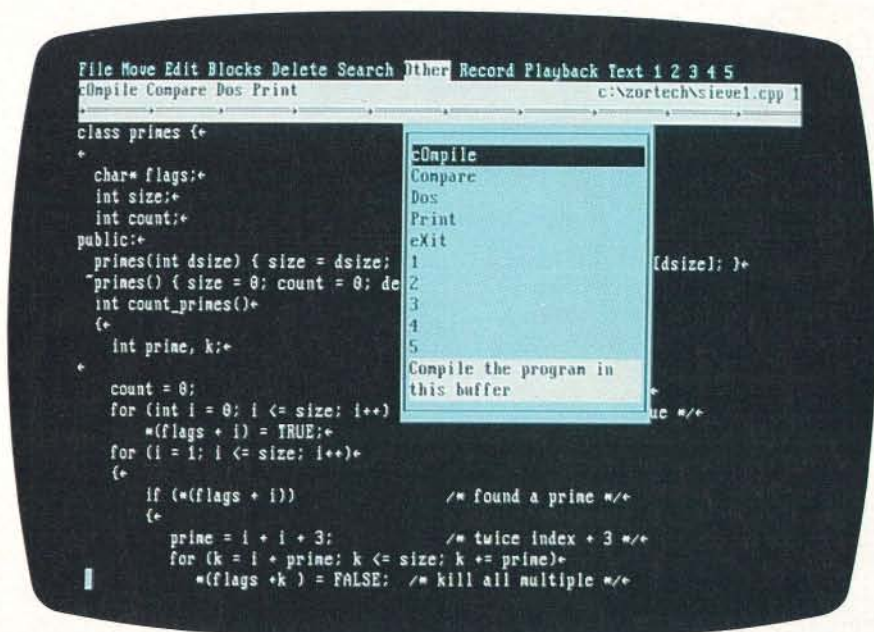 File Move Edit Blocks Delete Search Other Record Playback Text 1 2 3 4 5
cOmpile Compare Dos Print c:\zortech\sieve1.cpp 1
class primes {←
←
char* flags;←
int size;←
int count;←
public:←
primes(int dsize) { size = dsize; [dsize]; }←
~primes() { size = 0; count = 0; de
int count_primes()←
{←
int prime, k;←
←
count = 0; ←
for (int i = 0; i <= size; i++) ue */←
*(flags + i) = TRUE;←
for (i = 1; i <= size; i++)←
{←
if (*(flags + i)) /* found a prime */←
{←
prime = i + i + 3; /* twice index + 3 */←
for (k = i + prime; k <= size; k += prime)←
*(flags +k ) = FALSE; /* kill all multiple */←
cOmpile
Compare
Dos
Print
eXit
1
2
3
4
5
Compile the program in
this buffer